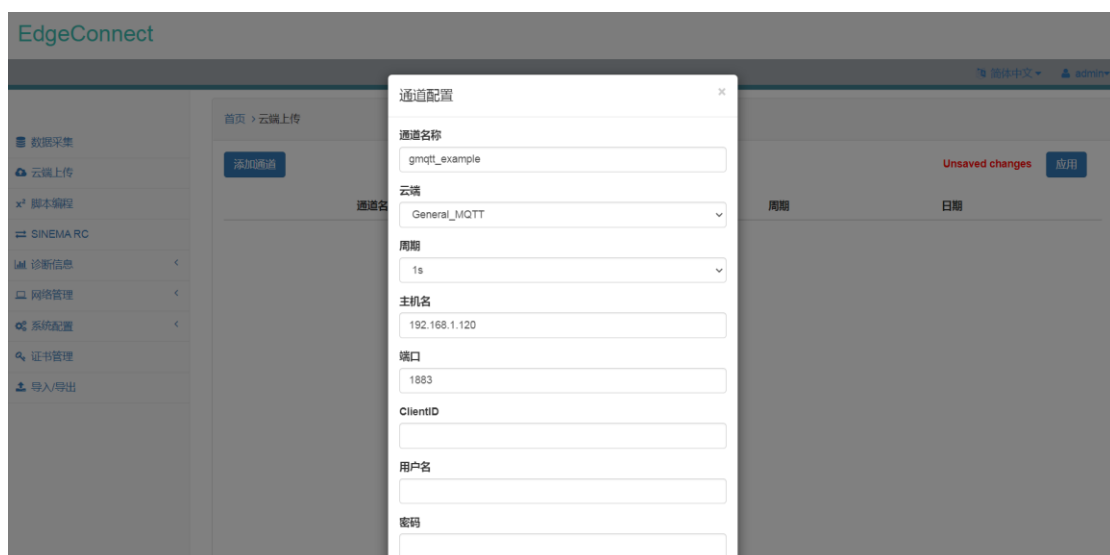 EdgeConnect
简体中文
admin
通道配置
×
首页 › 云端上传
通道名称
数据采集
gmqtt_example
添加通道
Unsaved changes
应用
云端上传
云端
脚本编程
通道名
General_MQTT
周期
日期
SINEMA RC
周期
诊断信息
1s
网络管理
主机名
系统配置
192.168.1.120
证书管理
端口
导入/导出
1883
ClientID
用户名
密码